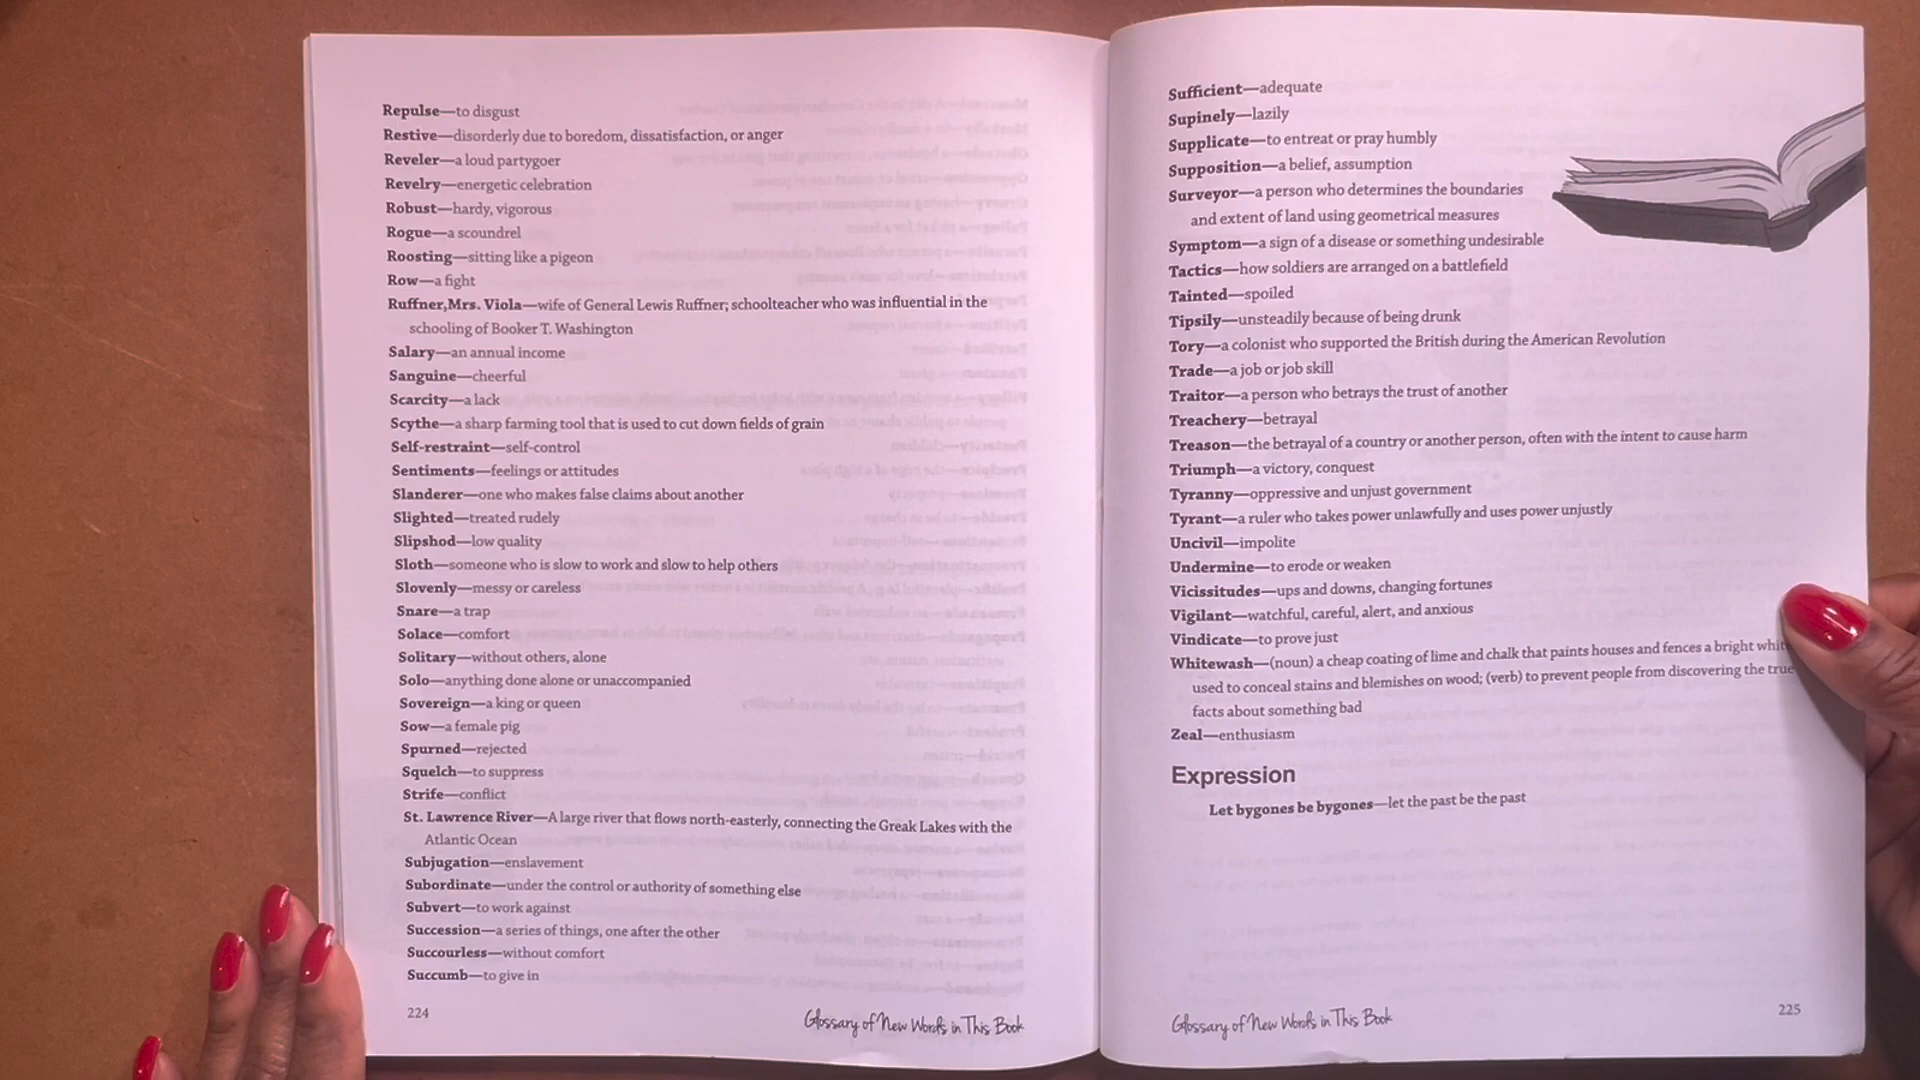 Repulse—to disgust
Restive—disorderly due to boredom, dissatisfaction, or anger
Reveler—a loud partygoer
Revelry—energetic celebration
Robust—hardy, vigorous
Rogue—a scoundrel
Roosting—sitting like a pigeon
Row—a fight
Ruffner,Mrs. Viola—wife of General Lewis Ruffner; schoolteacher who was influential in the
schooling of Booker T. Washington
Salary—an annual income
Sanguine—cheerful
Scarcity—a lack
Scythe—a sharp farming tool that is used to cut down fields of grain
Self-restraint—self-control
Sentiments—feelings or attitudes
Slanderer—one who makes false claims about another
Slighted—treated rudely
Slipshod—low quality
Sloth—someone who is slow to work and slow to help others
Slovenly—messy or careless
Snare—a trap
Solace—comfort
Solitary—without others, alone
Solo—anything done alone or unaccompanied
Sovereign—a king or queen
Sow—a female pig
Spurned—rejected
Squelch—to suppress
Strife—conflict
St. Lawrence River—A large river that flows north-easterly, connecting the Greak Lakes with the
Atlantic Ocean
Subjugation—enslavement
Subordinate—under the control or authority of something else
Subvert—to work against
Succession—a series of things, one after the other
Succourless—without comfort
Succumb—to give in
224
Glossary of New Words in This Book
Sufficient—adequate
Supinely—lazily
Supplicate—to entreat or pray humbly
Supposition—a belief, assumption
Surveyor—a person who determines the boundaries
and extent of land using geometrical measures
Symptom—a sign of a disease or something undesirable
Tactics—how soldiers are arranged on a battlefield
Tainted—spoiled
Tipsily—unsteadily because of being drunk
Tory—a colonist who supported the British during the American Revolution
Trade—a job or job skill
Traitor—a person who betrays the trust of another
Treachery—betrayal
Treason—the betrayal of a country or another person, often with the intent to cause harm
Triumph—a victory, conquest
Tyranny—oppressive and unjust government
Tyrant—a ruler who takes power unlawfully and uses power unjustly
Uncivil—impolite
Undermine—to erode or weaken
Vicissitudes—ups and downs, changing fortunes
Vigilant—watchful, careful, alert, and anxious
Vindicate—to prove just
Whitewash—(noun) a cheap coating of lime and chalk that paints houses and fences a bright
used to conceal stains and blemishes on wood; (verb) to prevent people from discovering the true
facts about something bad
Zeal—enthusiasm
Expression
Let bygones be bygones—let the past be the past
Glossary of New Words in This Book
225